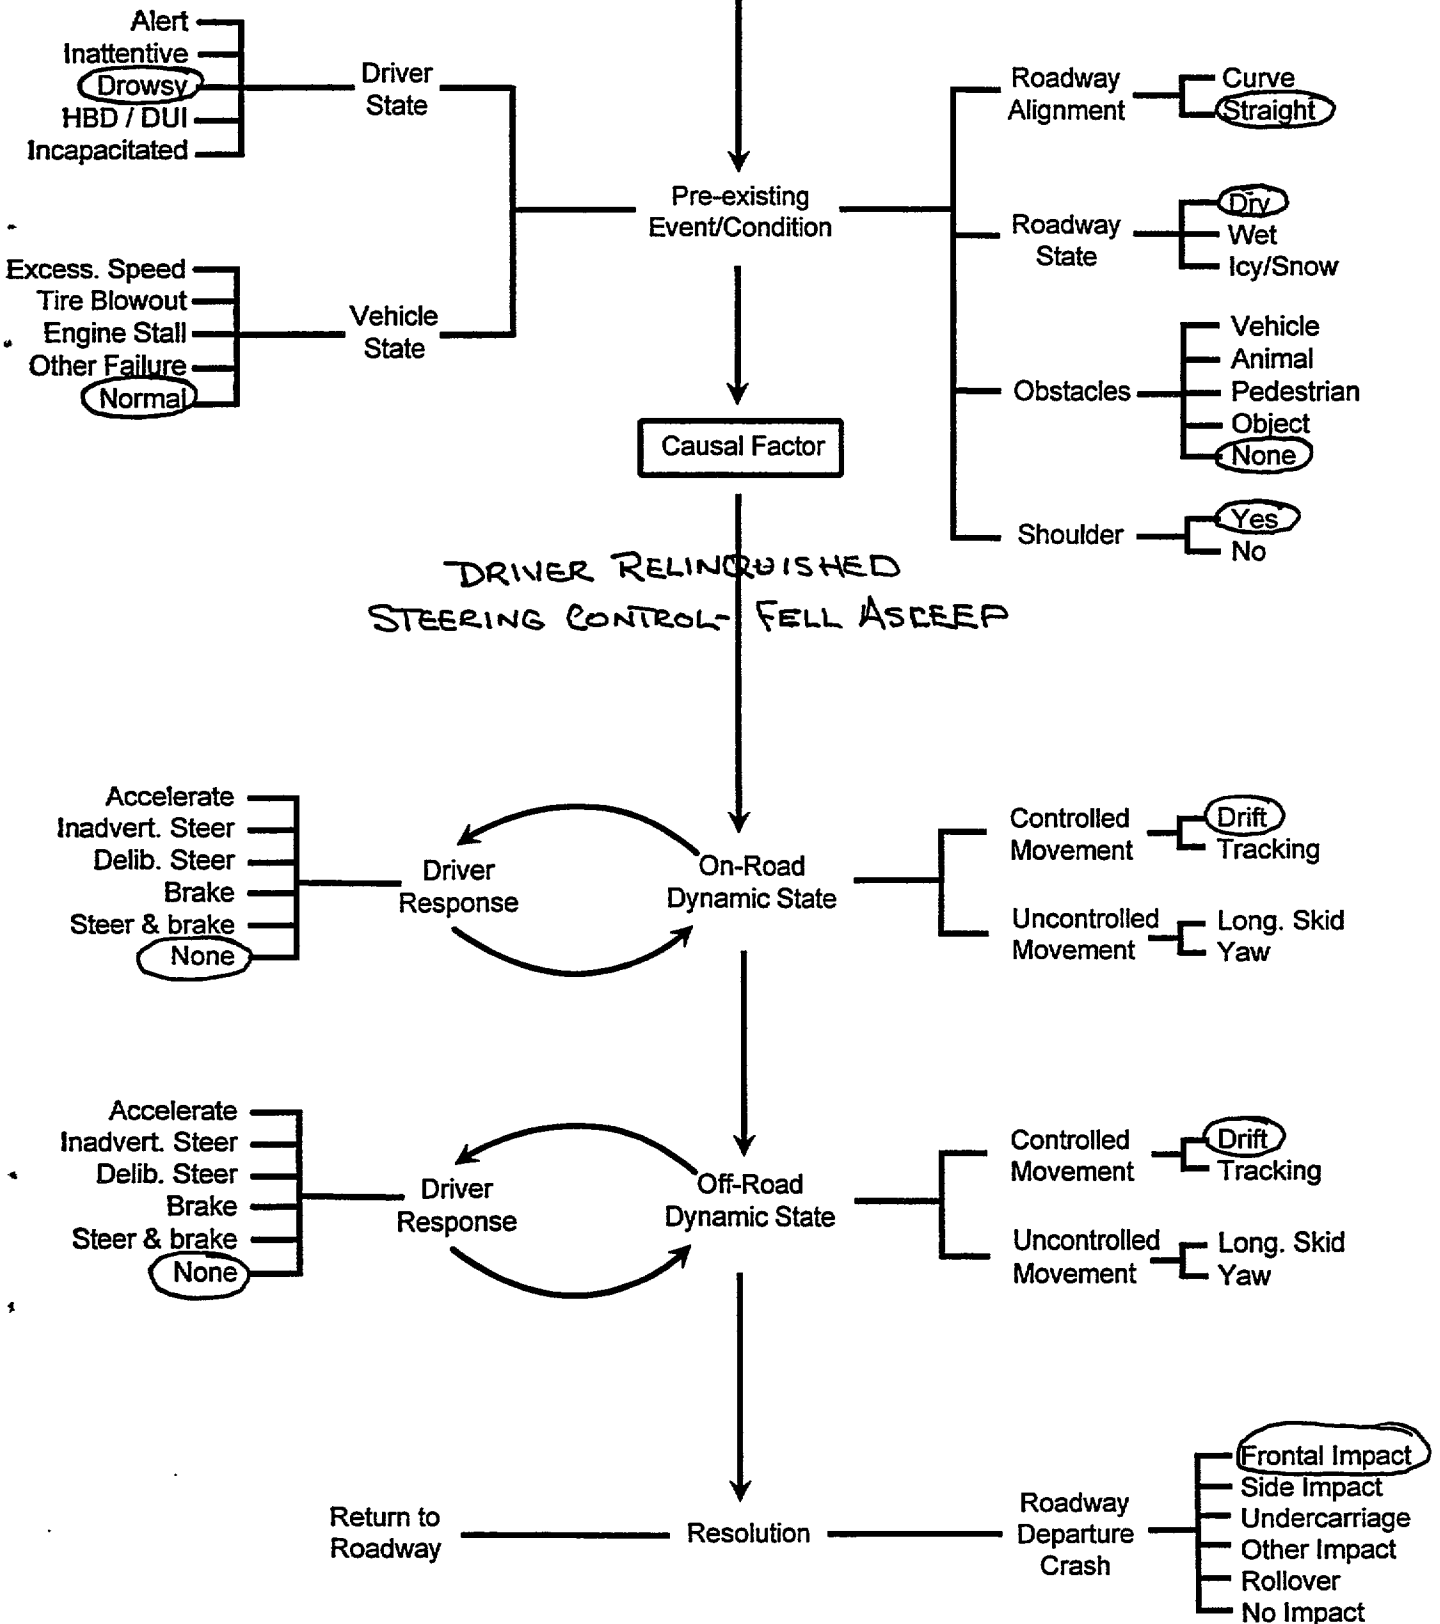 Alert
Inattentive
Drowsy
HBD / DUI
Incapacitated
Driver
State
Excess. Speed
Tire Blowout
Engine Stall
Other Failure
Normal
Vehicle
State
Pre-existing
Event/Condition
Roadway
Alignment
Curve
Straight
Roadway
State
Dry
Wet
Icy/Snow
Obstacles
Vehicle
Animal
Pedestrian
Object
None
Shoulder
Yes
No
Causal Factor
DRIVER RELINQUISHED
STEERING CONTROL- FELL ASLEEP
Accelerate
Inadvert. Steer
Delib. Steer
Brake
Steer & brake
None
Driver
Response
On-Road
Dynamic State
Controlled
Movement
Drift
Tracking
Uncontrolled
Movement
Long. Skid
Yaw
Accelerate
Inadvert. Steer
Delib. Steer
Brake
Steer & brake
None
Driver
Response
Off-Road
Dynamic State
Controlled
Movement
Drift
Tracking
Uncontrolled
Movement
Long. Skid
Yaw
Return to
Roadway
Resolution
Roadway
Departure
Crash
Frontal Impact
Side Impact
Undercarriage
Other Impact
Rollover
No Impact